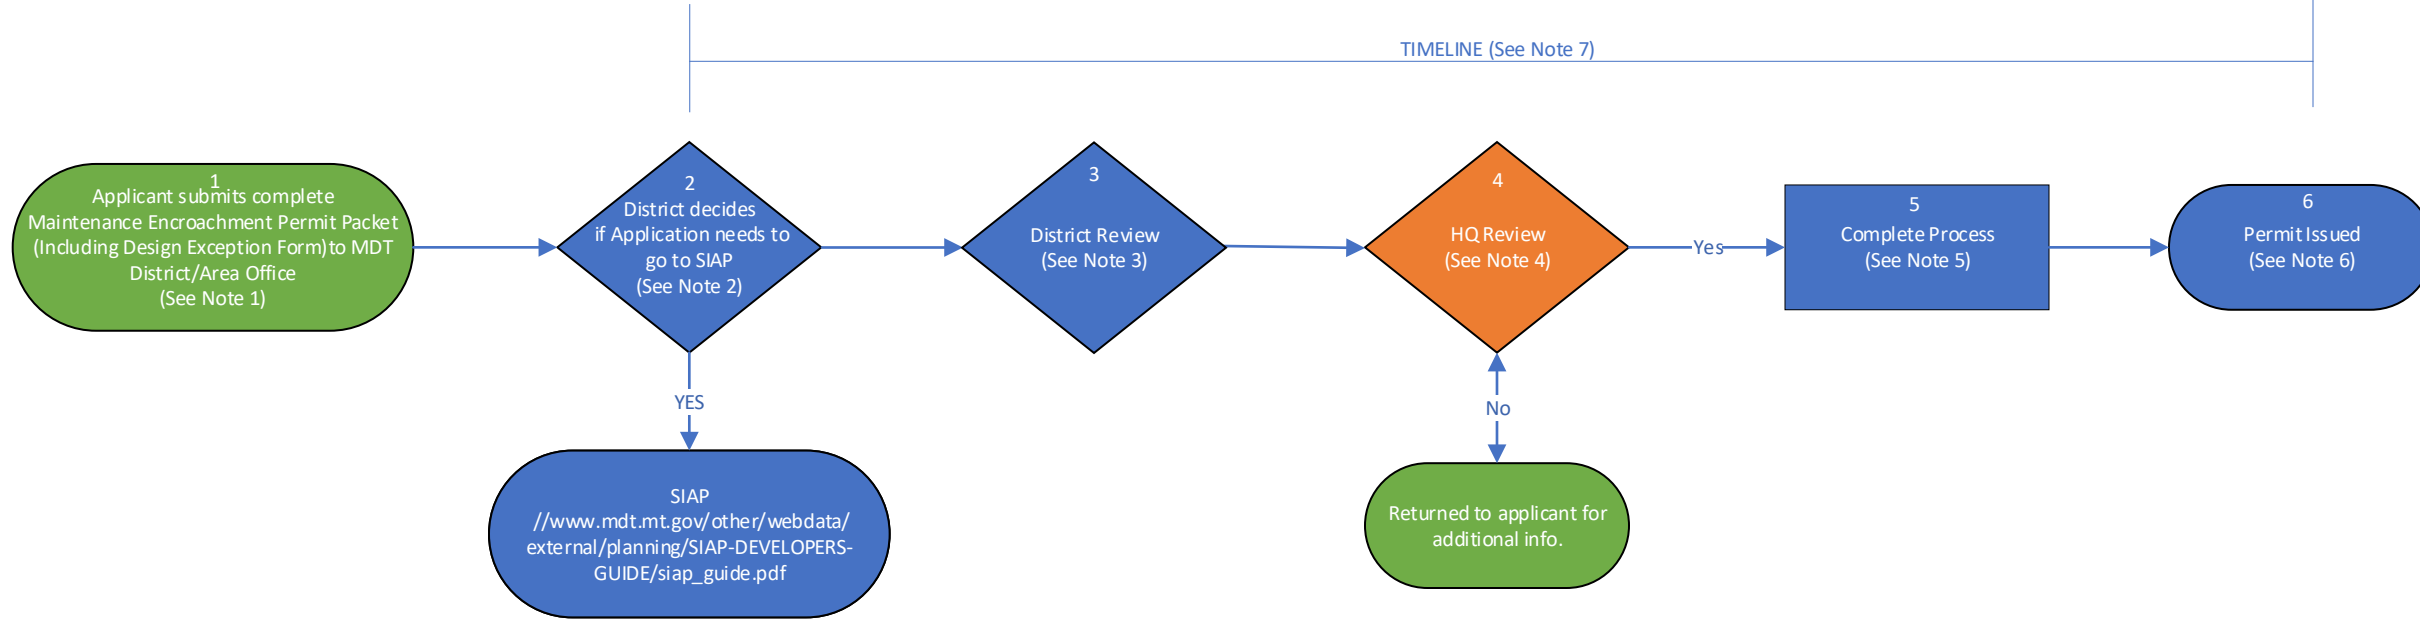 TIMELINE (See Note 7)
1
Applicant submits complete
Maintenance Encroachment Permit Packet
(Including Design Exception Form)to MDT
District/Area Office
(See Note 1)
2
District decides
if Application needs to
go to SIAP
(See Note 2)
3
District Review
(See Note 3)
4
HQ Review
(See Note 4)
Yes
5
Complete Process
(See Note 5)
6
Permit Issued
(See Note 6)
YES
No
SIAP
//www.mdt.mt.gov/other/webdata/
external/planning/SIAP-DEVELOPERS-
GUIDE/siap_guide.pdf
Returned to applicant for
additional info.